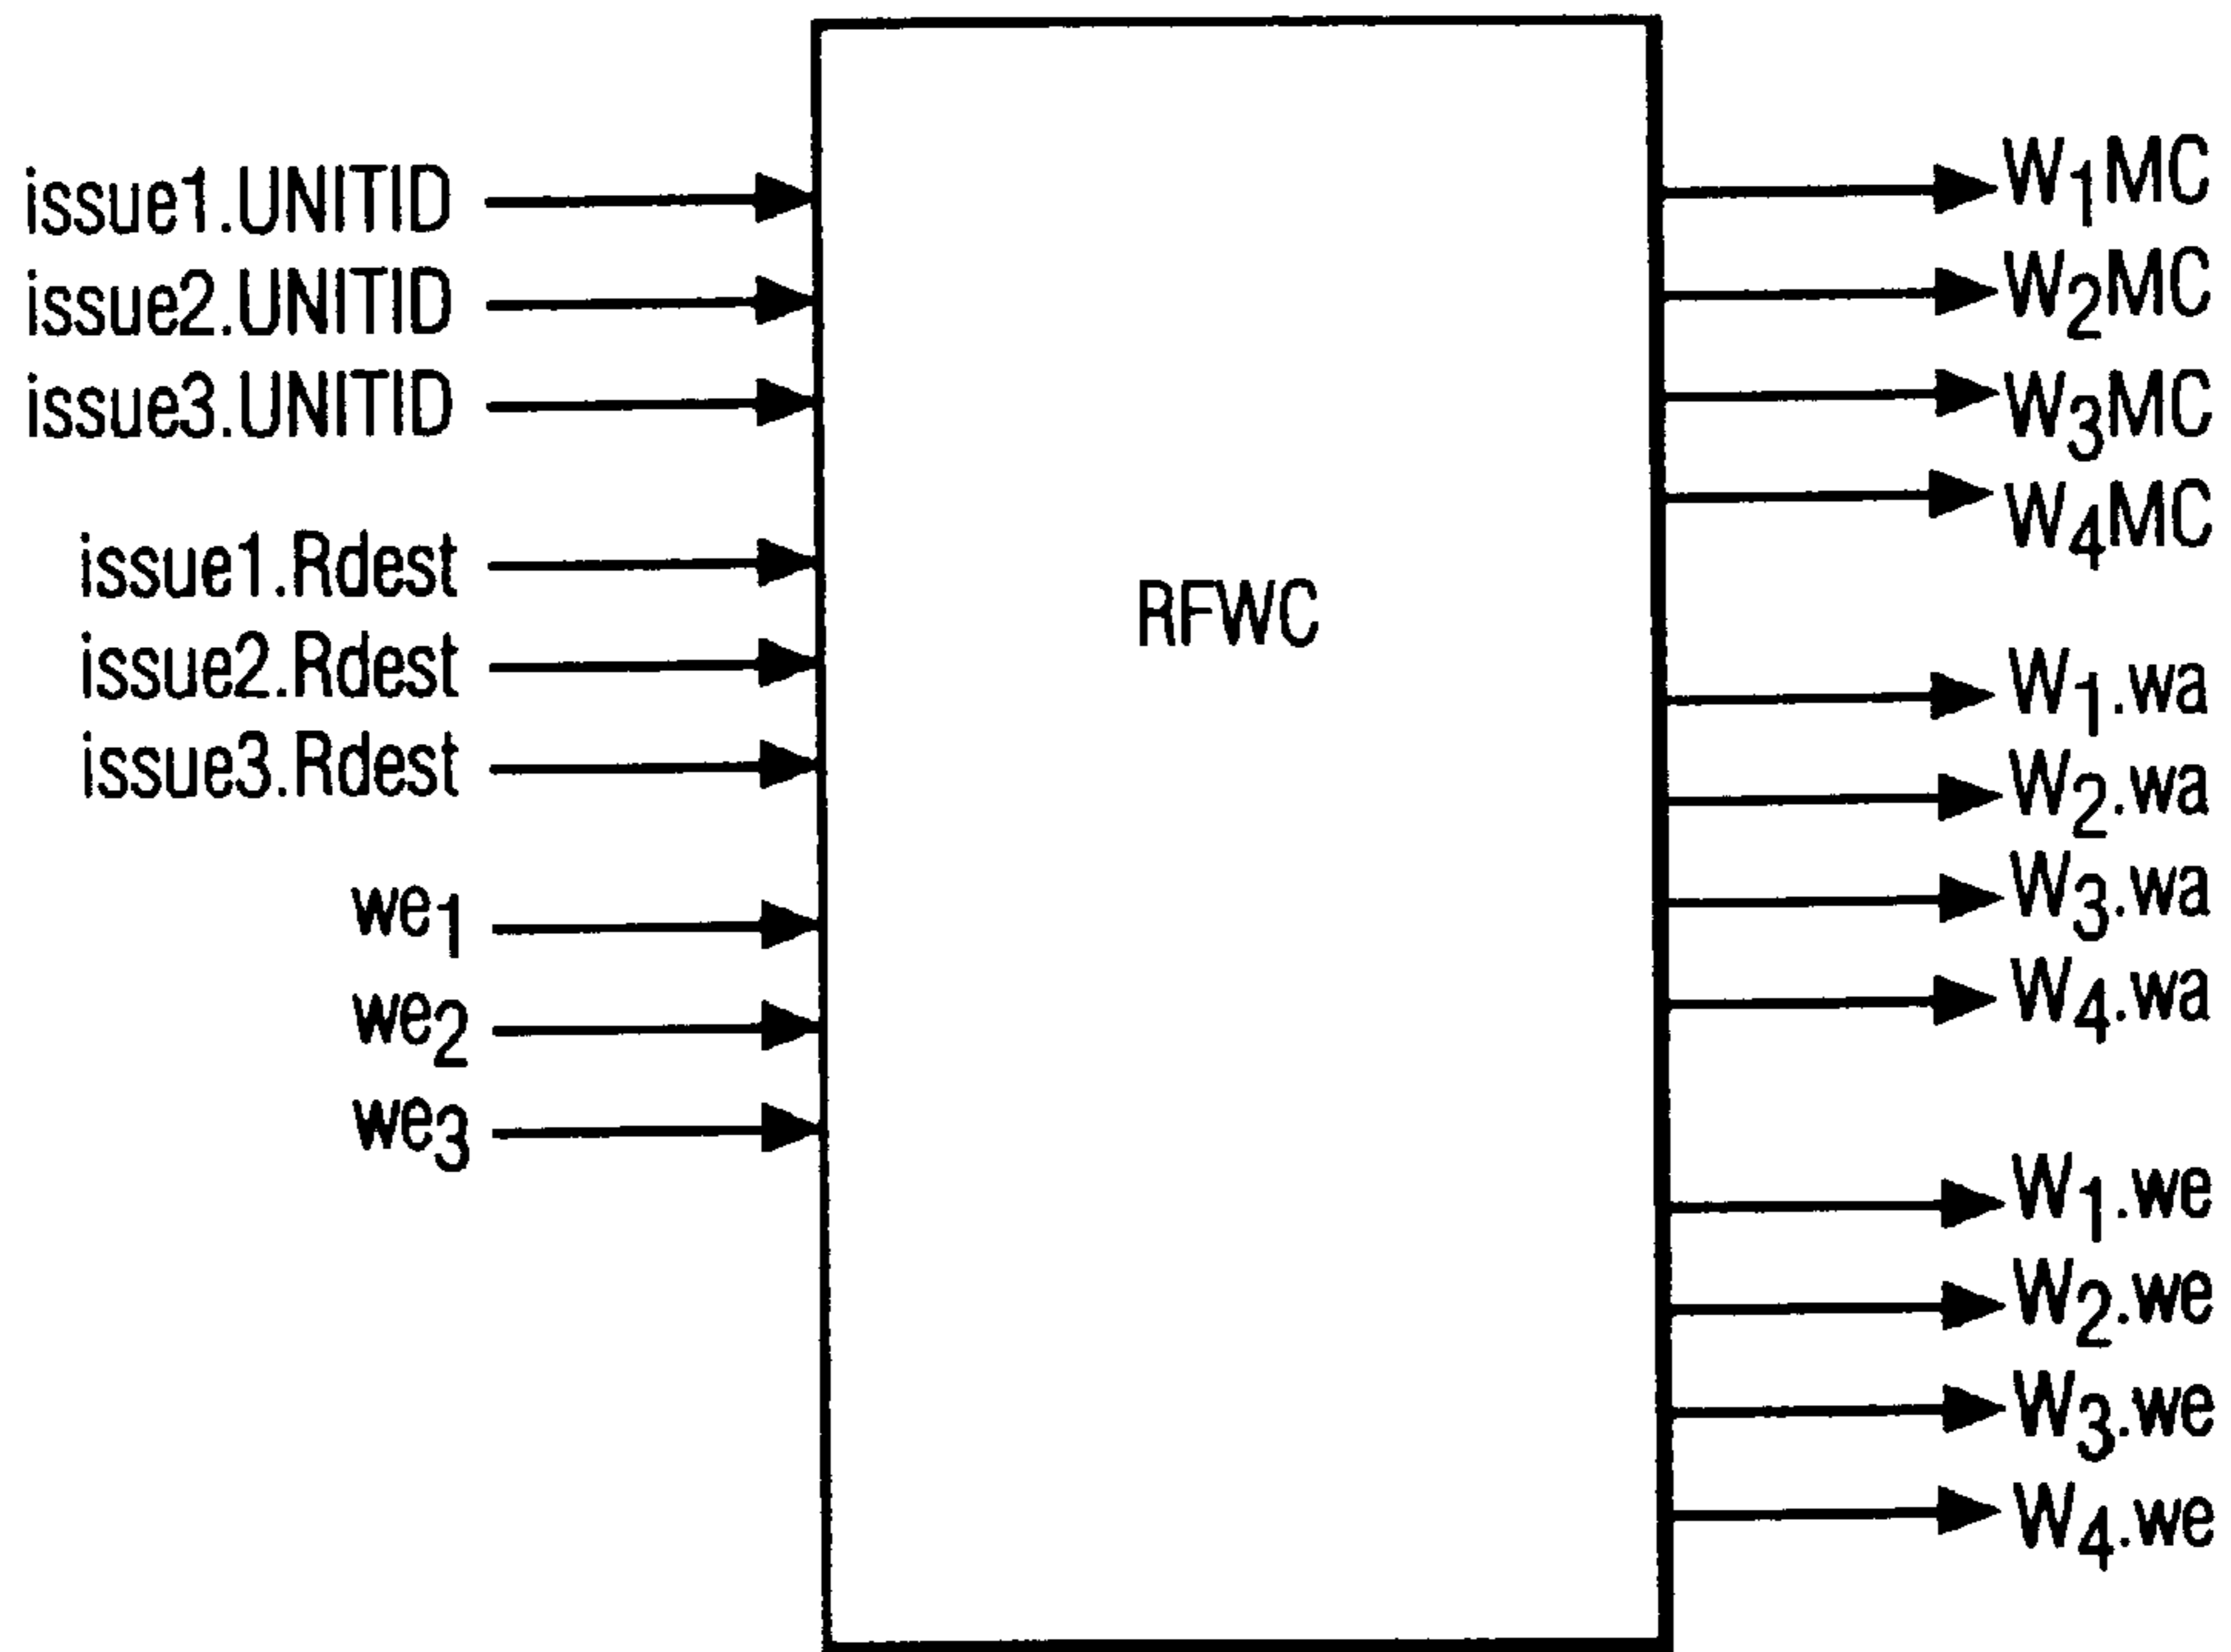 issue1.UNITID
issue2.UNITID
issue3.UNITID
issue1.Rdest
issue2.Rdest
issue3.Rdest
we1
we2
we3
RFWC
W1MC
W2MC
W3MC
W4MC
W1.wa
W2.wa
W3.wa
W4.wa
W1.we
W2.we
W3.we
W4.we